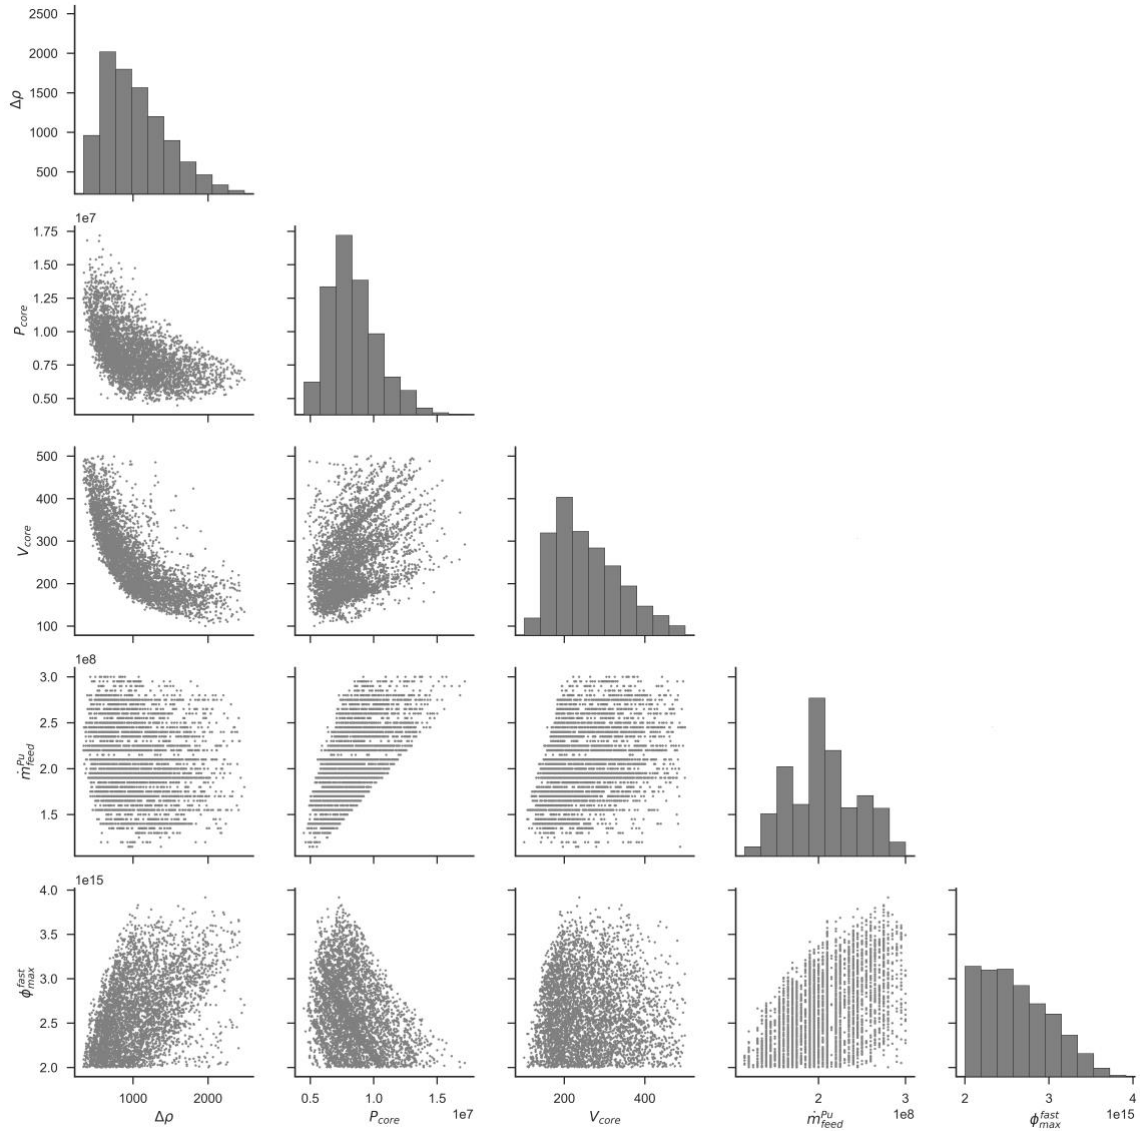 2500
2000
1500
1000
500
Δρ
1e7
1.75
1.50
1.25
1.00
0.75
0.50
P_core
500
400
300
200
100
V_core
1e8
3.0
2.5
2.0
1.5
ṁ^Pu_feed
1e15
4.0
3.5
3.0
2.5
2.0
ϕ^fast_max
1000 2000
0.5 1.0 1.5
200 400
2 3
2 3 4
1e7
1e8
1e15
Δρ
P_core
V_core
ṁ^Pu_feed
ϕ^fast_max